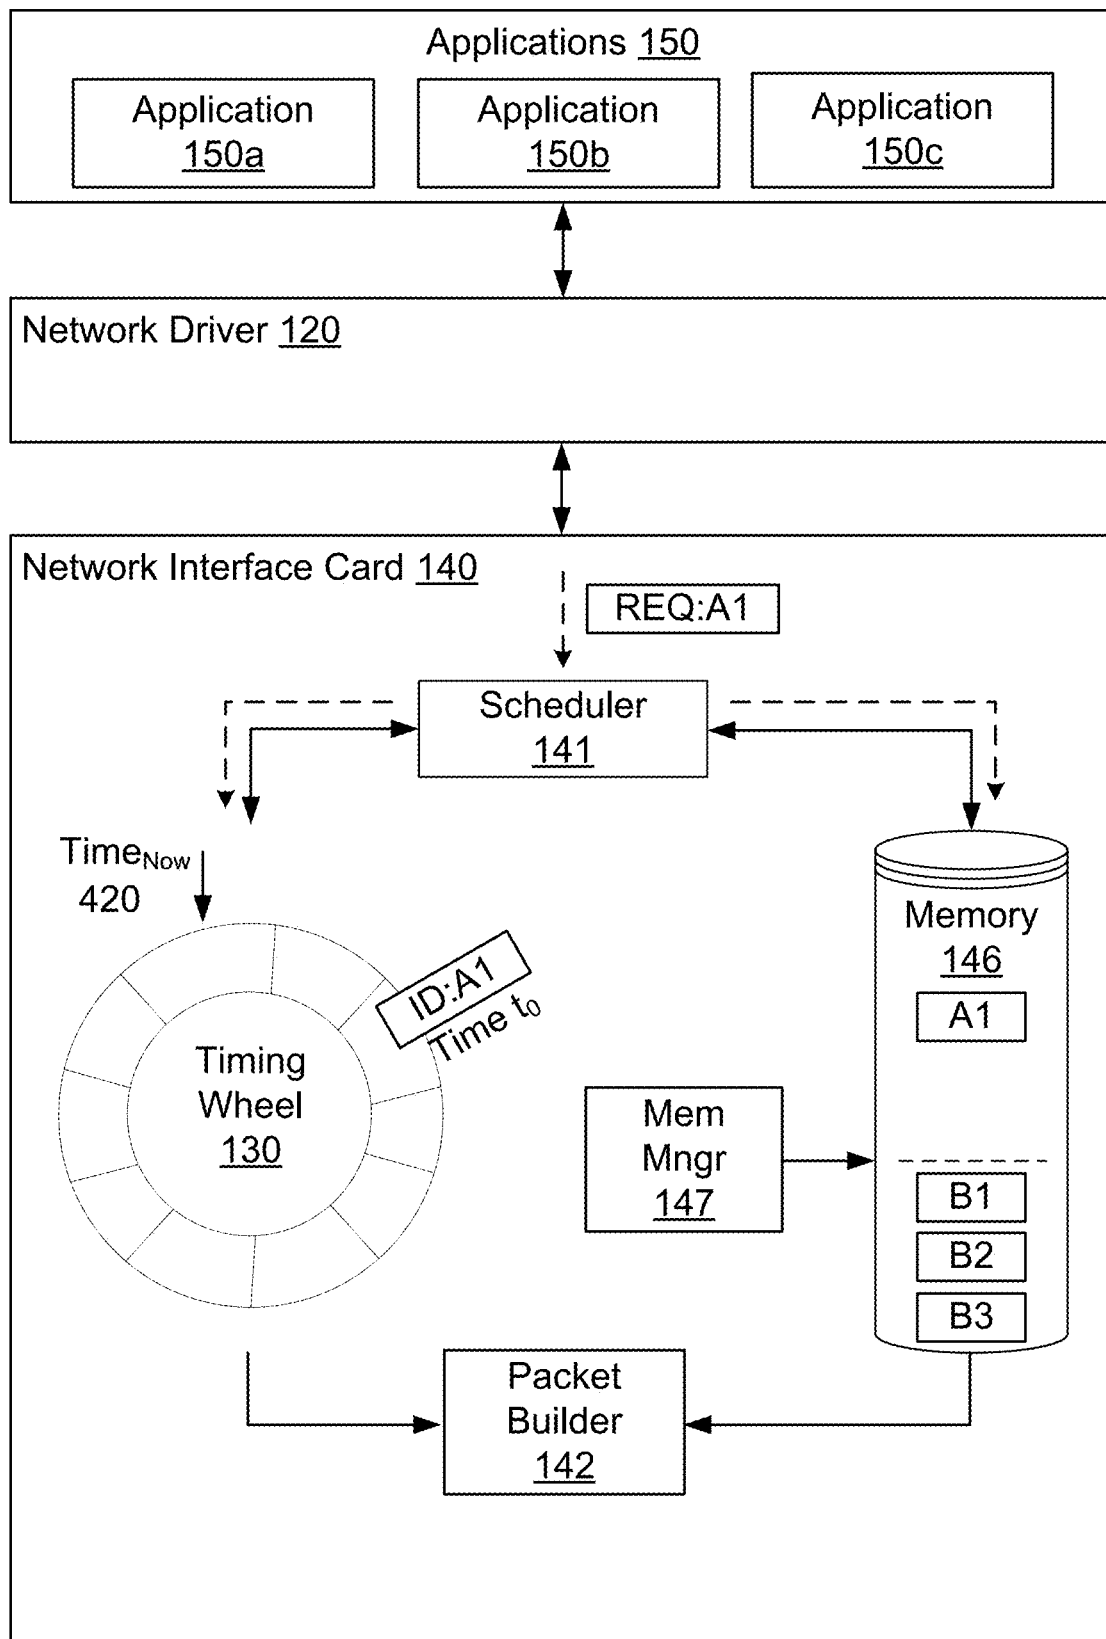 Applications 150
Application
150a
Application
150b
Application
150c
Network Driver 120
Network Interface Card 140
REQ:A1
Scheduler
141
TimeNow
420
ID:A1
Time t0
Memory
146
A1
Timing
Wheel
130
Mem
Mngr
147
B1
B2
B3
Packet
Builder
142